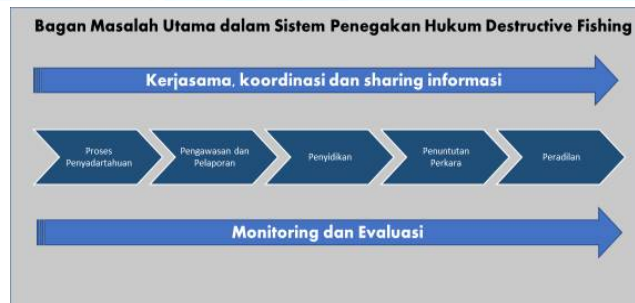 Bagan Masalah Utama dalam Sistem Penegakan Hukum Destructive Fishing
Kerjasama, koordinasi dan sharing informasi
Proses
Penyadartahuan
Pengawasan dan
Pelaporan
Penyidikan
Penuntutan
Perkara
Peradilan
Monitoring dan Evaluasi